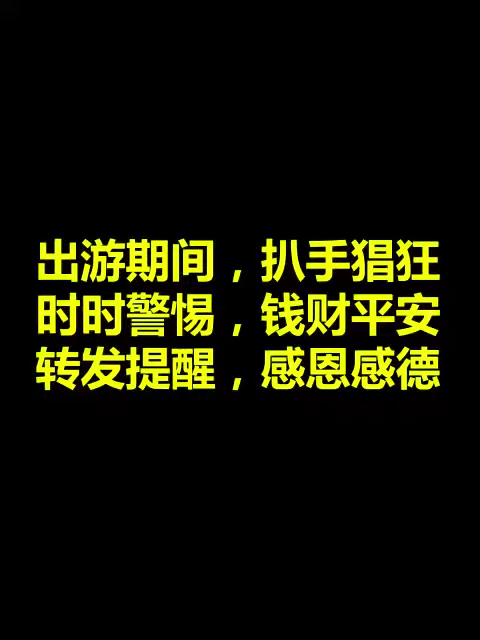 出游期间，扒手猖狂
时时警惕，钱财平安
转发提醒，感恩感德